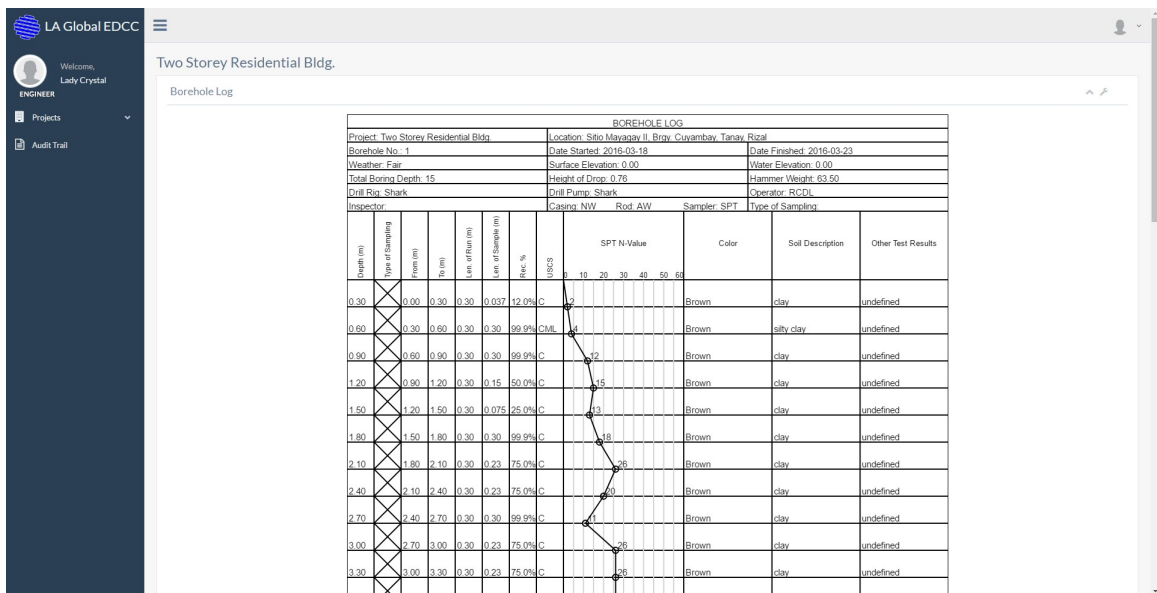 LA Global EDCC
Welcome,
Lady Crystal
ENGINEER
Projects
Audit Trail
Two Storey Residential Bldg.
Borehole Log
BOREHOLE LOG
Project: Two Storey Residential Bldg. Location: Sitio Mayagay II, Brgy. Cuyambay, Tanay, Rizal
Borehole No.: 1 Date Started: 2016-03-18 Date Finished: 2016-03-23
Weather: Fair Surface Elevation: 0.00 Water Elevation: 0.00
Total Boring Depth: 15 Height of Drop: 0.76 Hammer Weight: 63.50
Drill Rig: Shark Drill Pump: Shark Operator: RCDL
Inspector: Casing: NW Rod: AW Sampler: SPT Type of Sampling:
Depth (m) Type of Sampling From (m) To (m) Len. of Run (m) Len. of Sample (m) Rec. % USCS SPT N-Value Color Soil Description Other Test Results
0 10 20 30 40 50 60
0.30 0.00 0.30 0.30 0.037 12.0% C 2 Brown clay undefined
0.60 0.30 0.60 0.30 0.30 99.9% CML 4 Brown silty clay undefined
0.90 0.60 0.90 0.30 0.30 99.9% C 12 Brown clay undefined
1.20 0.90 1.20 0.30 0.15 50.0% C 15 Brown clay undefined
1.50 1.20 1.50 0.30 0.075 25.0% C 13 Brown clay undefined
1.80 1.50 1.80 0.30 0.30 99.9% C 18 Brown clay undefined
2.10 1.80 2.10 0.30 0.23 75.0% C 26 Brown clay undefined
2.40 2.10 2.40 0.30 0.23 75.0% C 20 Brown clay undefined
2.70 2.40 2.70 0.30 0.30 99.9% C 11 Brown clay undefined
3.00 2.70 3.00 0.30 0.23 75.0% C 26 Brown clay undefined
3.30 3.00 3.30 0.30 0.23 75.0% C 26 Brown clay undefined